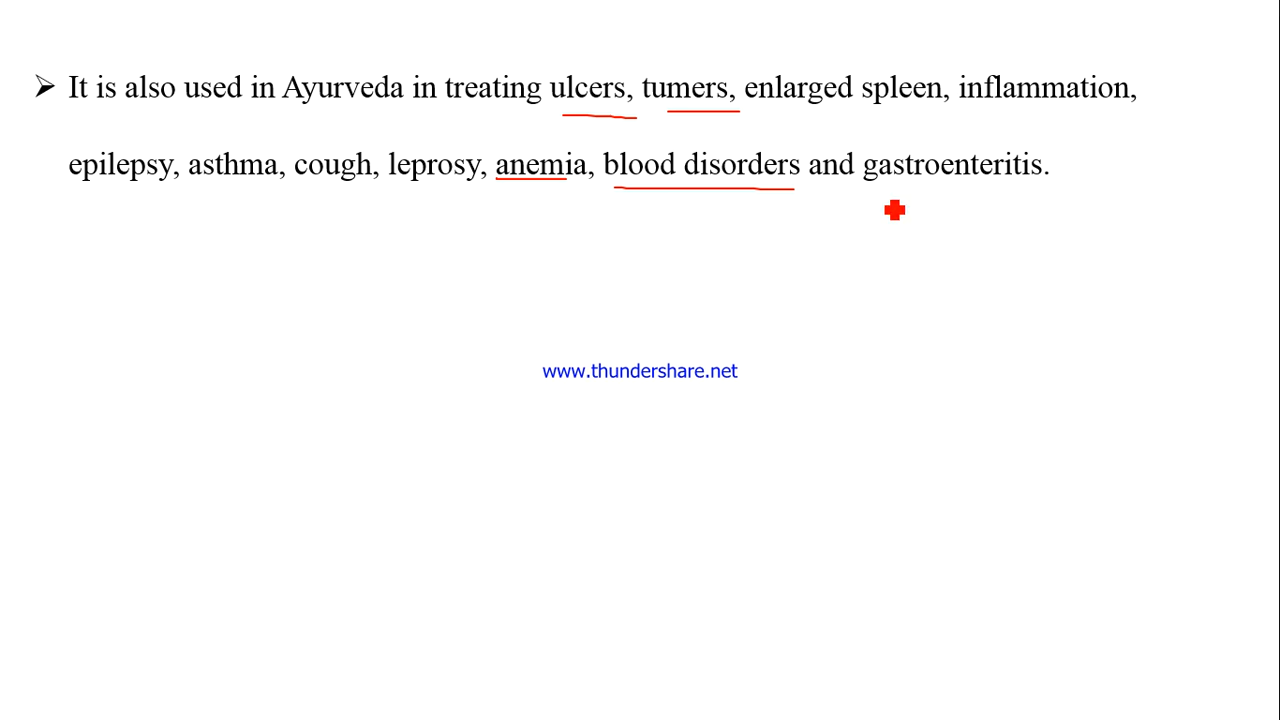 ➢ It is also used in Ayurveda in treating ulcers, tumers, enlarged spleen, inflammation,
epilepsy, asthma, cough, leprosy, anemia, blood disorders and gastroenteritis.
www.thundershare.net